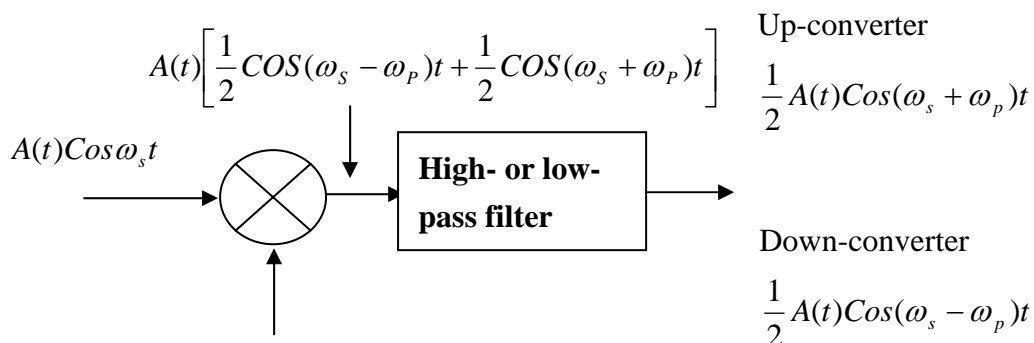 Up-converter
A(t)[1/2 COS(ω_S − ω_P)t + 1/2 COS(ω_S + ω_P)t]
1/2 A(t)Cos(ω_s + ω_p)t
A(t)Cosω_s t
High- or low-
pass filter
Down-converter
1/2 A(t)Cos(ω_s − ω_p)t